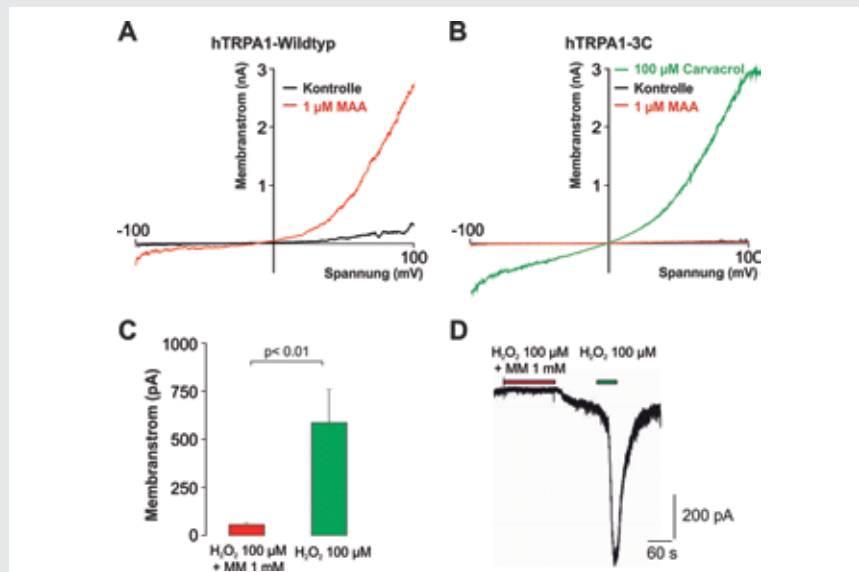 A
hTRPA1-Wildtyp
Membranstrom (nA)
3
2
1
Kontrolle
1 µM MAA
-100
100
Spannung (mV)
B
hTRPA1-3C
Membranstrom (nA)
3
2
1
100 µM Carvacrol
Kontrolle
1 µM MAA
-100
100
Spannung (mV)
C
Membranstrom (pA)
1000
750
500
250
0
p< 0.01
H₂O₂ 100 µM
+ MM 1 mM
H₂O₂ 100 µM
D
H₂O₂ 100 µM
+ MM 1 mM
H₂O₂ 100 µM
200 pA
60 s